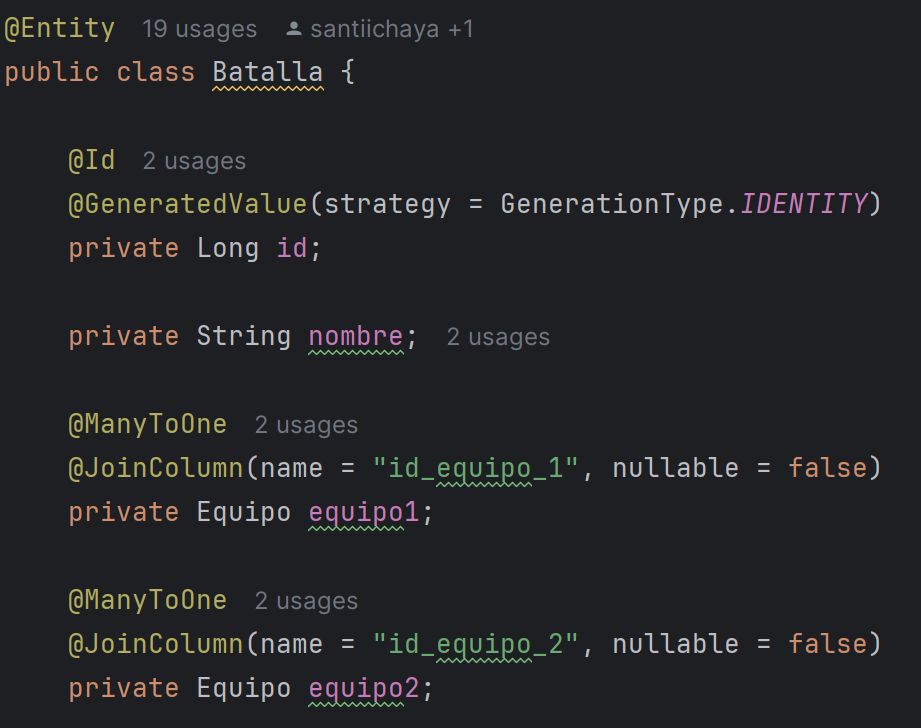 @Entity 19 usages santiichaya +1
public class Batalla {
@Id 2 usages
@GeneratedValue(strategy = GenerationType.IDENTITY)
private Long id;
private String nombre; 2 usages
@ManyToOne 2 usages
@JoinColumn(name = "id_equipo_1", nullable = false)
private Equipo equipo1;
@ManyToOne 2 usages
@JoinColumn(name = "id_equipo_2", nullable = false)
private Equipo equipo2;